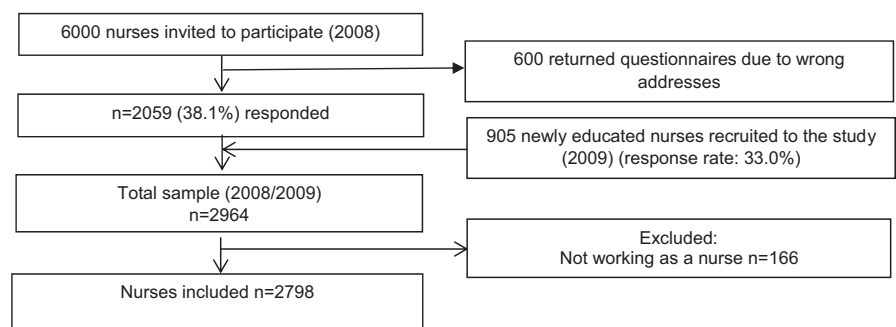 6000 nurses invited to participate (2008)
600 returned questionnaires due to wrong
addresses
n=2059 (38.1%) responded
905 newly educated nurses recruited to the study
(2009) (response rate: 33.0%)
Total sample (2008/2009)
n=2964
Excluded:
Not working as a nurse n=166
Nurses included n=2798